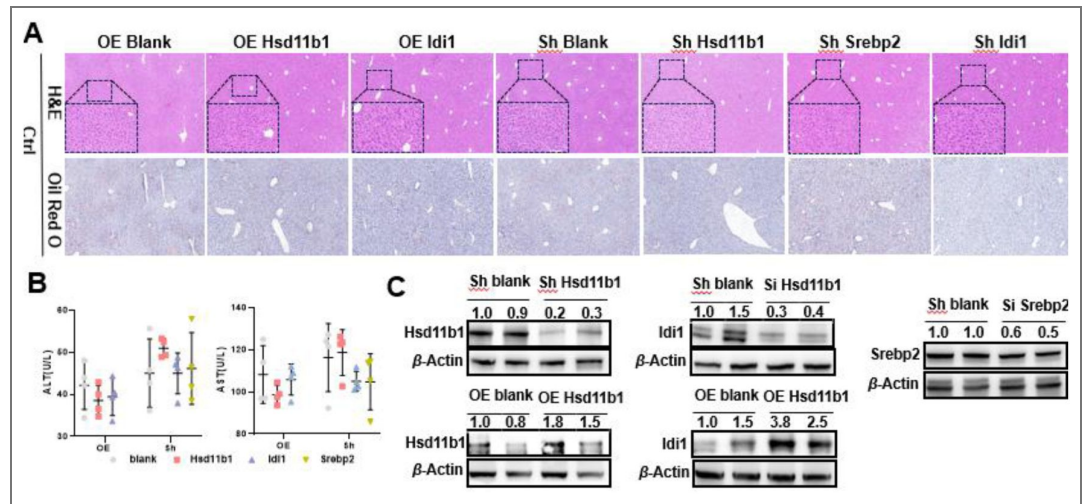 A
OE Blank OE Hsd11b1 OE Idi1 Sh Blank Sh Hsd11b1 Sh Srebp2 Sh Idi1
Ctrl
H&E
Oil Red O
B
ALT(U/L)
60
50
40
30
OE Sh
AST(U/L)
140
120
100
80
OE Sh
blank Hsd11b1 Idi1 Srebp2
C
Sh blank Sh Hsd11b1
1.0 0.9 0.2 0.3
Hsd11b1
β-Actin
OE blank OE Hsd11b1
1.0 0.8 1.8 1.5
Hsd11b1
β-Actin
Sh blank Si Hsd11b1
1.0 1.5 0.3 0.4
Idi1
β-Actin
OE blank OE Hsd11b1
1.0 1.5 3.8 2.5
Idi1
β-Actin
Sh blank Si Srebp2
1.0 1.0 0.6 0.5
Srebp2
β-Actin